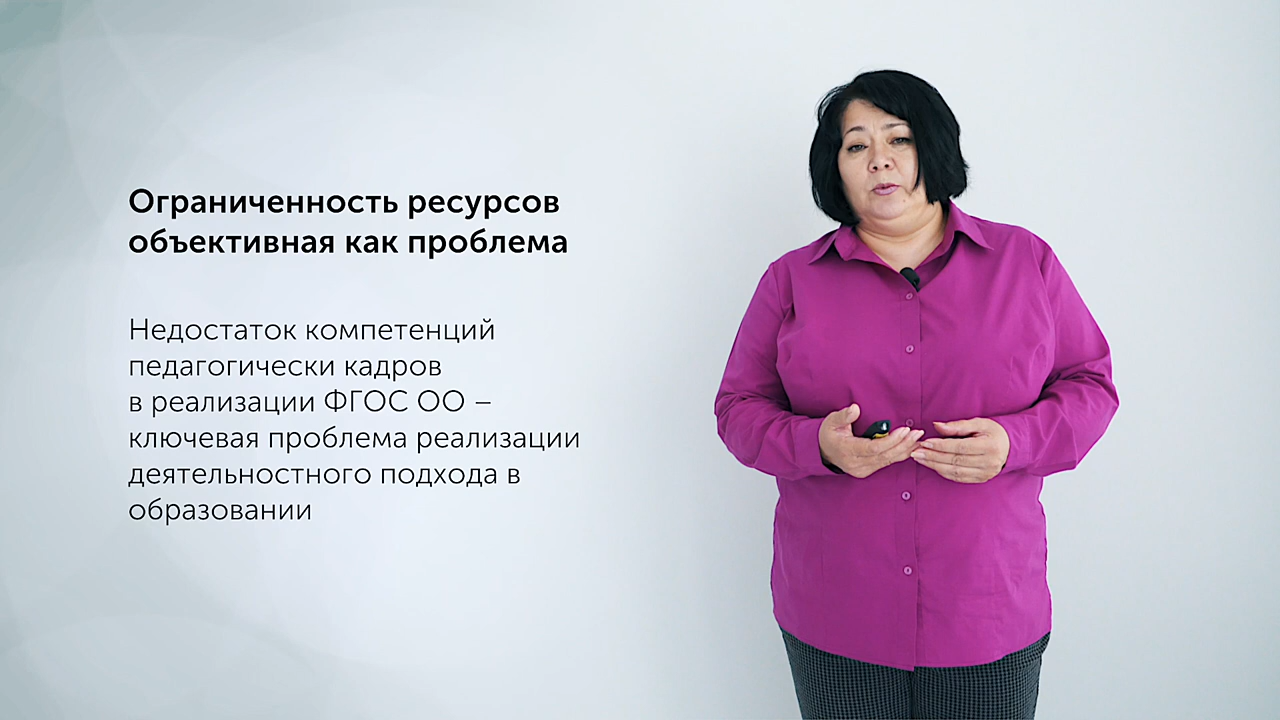 Ограниченность ресурсов
объективная как проблема
Недостаток компетенций
педагогически кадров
в реализации ФГОС ОО –
ключевая проблема реализации
деятельностного подхода в
образовании